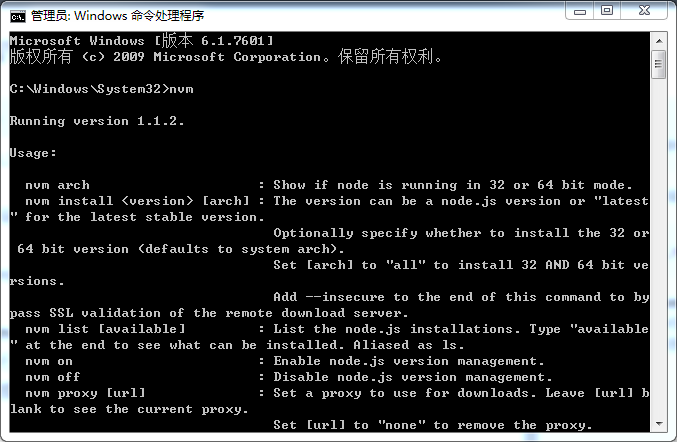 管理员: Windows 命令处理程序
Microsoft Windows [版本 6.1.7601]
版权所有 (c) 2009 Microsoft Corporation。保留所有权利。
C:\Windows\System32>nvm
Running version 1.1.2.
Usage:
nvm arch : Show if node is running in 32 or 64 bit mode.
nvm install <version> [arch] : The version can be a node.js version or "latest
" for the latest stable version.
Optionally specify whether to install the 32 or
64 bit version (defaults to system arch).
Set [arch] to "all" to install 32 AND 64 bit ve
rsions.
Add --insecure to the end of this command to by
pass SSL validation of the remote download server.
nvm list [available] : List the node.js installations. Type "available
" at the end to see what can be installed. Aliased as ls.
nvm on : Enable node.js version management.
nvm off : Disable node.js version management.
nvm proxy [url] : Set a proxy to use for downloads. Leave [url] b
lank to see the current proxy.
Set [url] to "none" to remove the proxy.